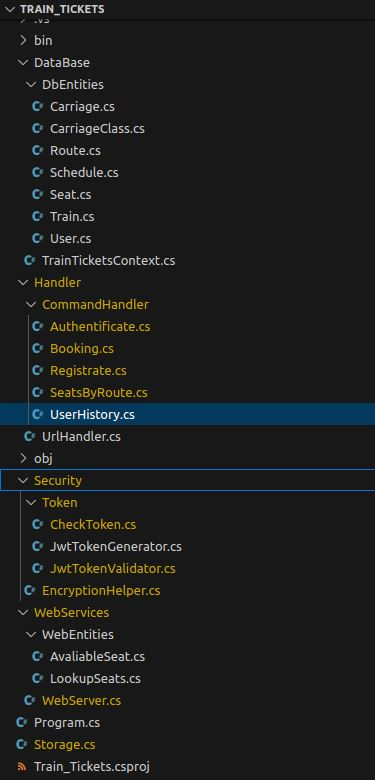 TRAIN_TICKETS
.vs
bin
DataBase
DbEntities
Carriage.cs
CarriageClass.cs
Route.cs
Schedule.cs
Seat.cs
Train.cs
User.cs
TrainTicketsContext.cs
Handler
CommandHandler
Authentificate.cs
Booking.cs
Registrate.cs
SeatsByRoute.cs
UserHistory.cs
UrlHandler.cs
obj
Security
Token
CheckToken.cs
JwtTokenGenerator.cs
JwtTokenValidator.cs
EncryptionHelper.cs
WebServices
WebEntities
AvaliableSeat.cs
LookupSeats.cs
WebServer.cs
Program.cs
Storage.cs
Train_Tickets.csproj